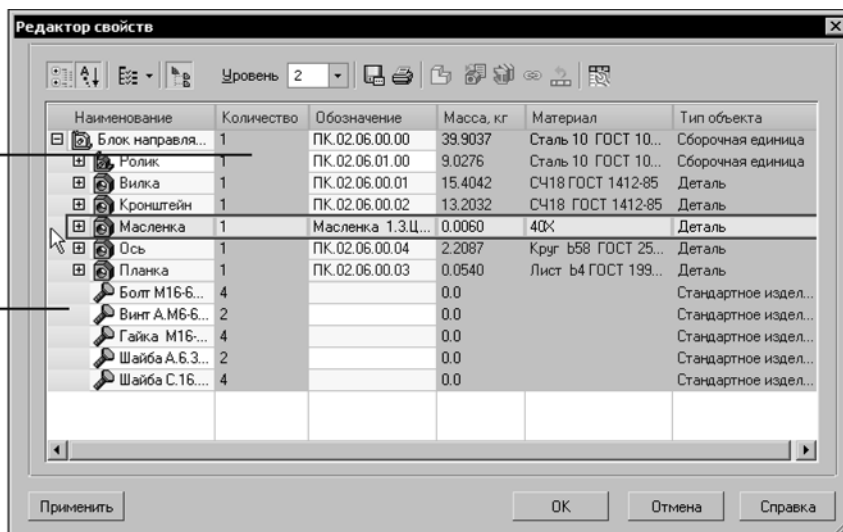 Редактор свойств
Уровень 2
Наименование Количество Обозначение Масса, кг Материал Тип объекта
Блок направля... 1 ПК.02.06.00.00 39.9037 Сталь 10 ГОСТ 10... Сборочная единица
Ролик 1 ПК.02.06.01.00 9.0276 Сталь 10 ГОСТ 10... Сборочная единица
Вилка 1 ПК.02.06.00.01 15.4042 СЧ18 ГОСТ 1412-85 Деталь
Кронштейн 1 ПК.02.06.00.02 13.2032 СЧ18 ГОСТ 1412-85 Деталь
Масленка 1 Масленка 1.3.Ц... 0.0060 40Х Деталь
Ось 1 ПК.02.06.00.04 2.2087 Круг b58 ГОСТ 25... Деталь
Планка 1 ПК.02.06.00.03 0.0540 Лист b4 ГОСТ 199... Деталь
Болт М16-6... 4 0.0 Стандартное издел...
Винт А.М6-6... 2 0.0 Стандартное издел...
Гайка М16-... 4 0.0 Стандартное издел...
Шайба А.6.3... 2 0.0 Стандартное издел...
Шайба С.16.... 4 0.0 Стандартное издел...
Применить ОК Отмена Справка